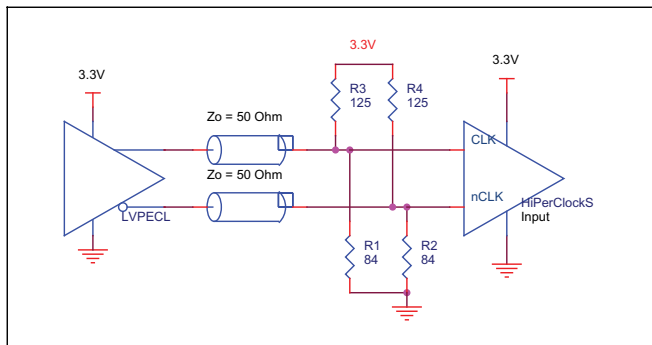 3.3V
3.3V
3.3V
R3
125
R4
125
Zo = 50 Ohm
CLK
Zo = 50 Ohm
nCLK
HiPerClockS
Input
LVPECL
R1
84
R2
84